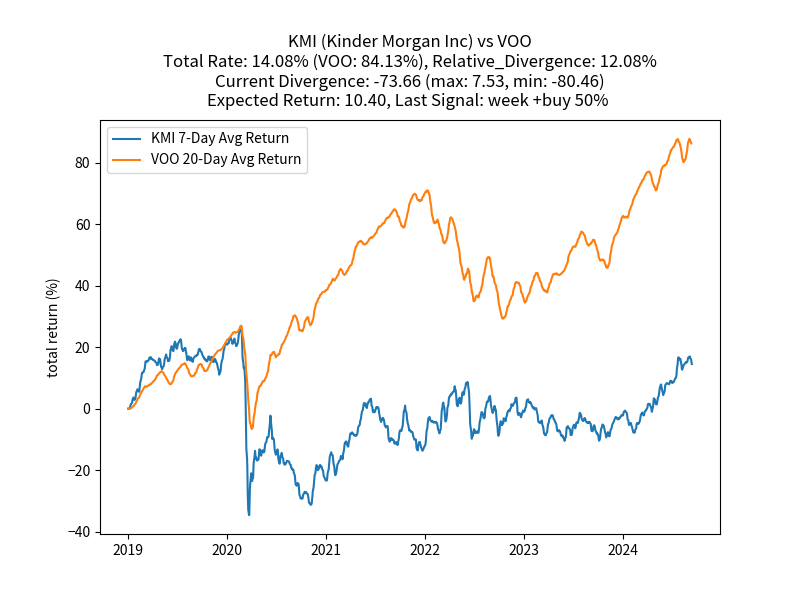 KMI (Kinder Morgan Inc) vs VOO
Total Rate: 14.08% (VOO: 84.13%), Relative_Divergence: 12.08%
Current Divergence: -73.66 (max: 7.53, min: -80.46)
Expected Return: 10.40, Last Signal: week +buy 50%
KMI 7-Day Avg Return
VOO 20-Day Avg Return
total return (%)
80
60
40
20
0
−20
−40
2019
2020
2021
2022
2023
2024